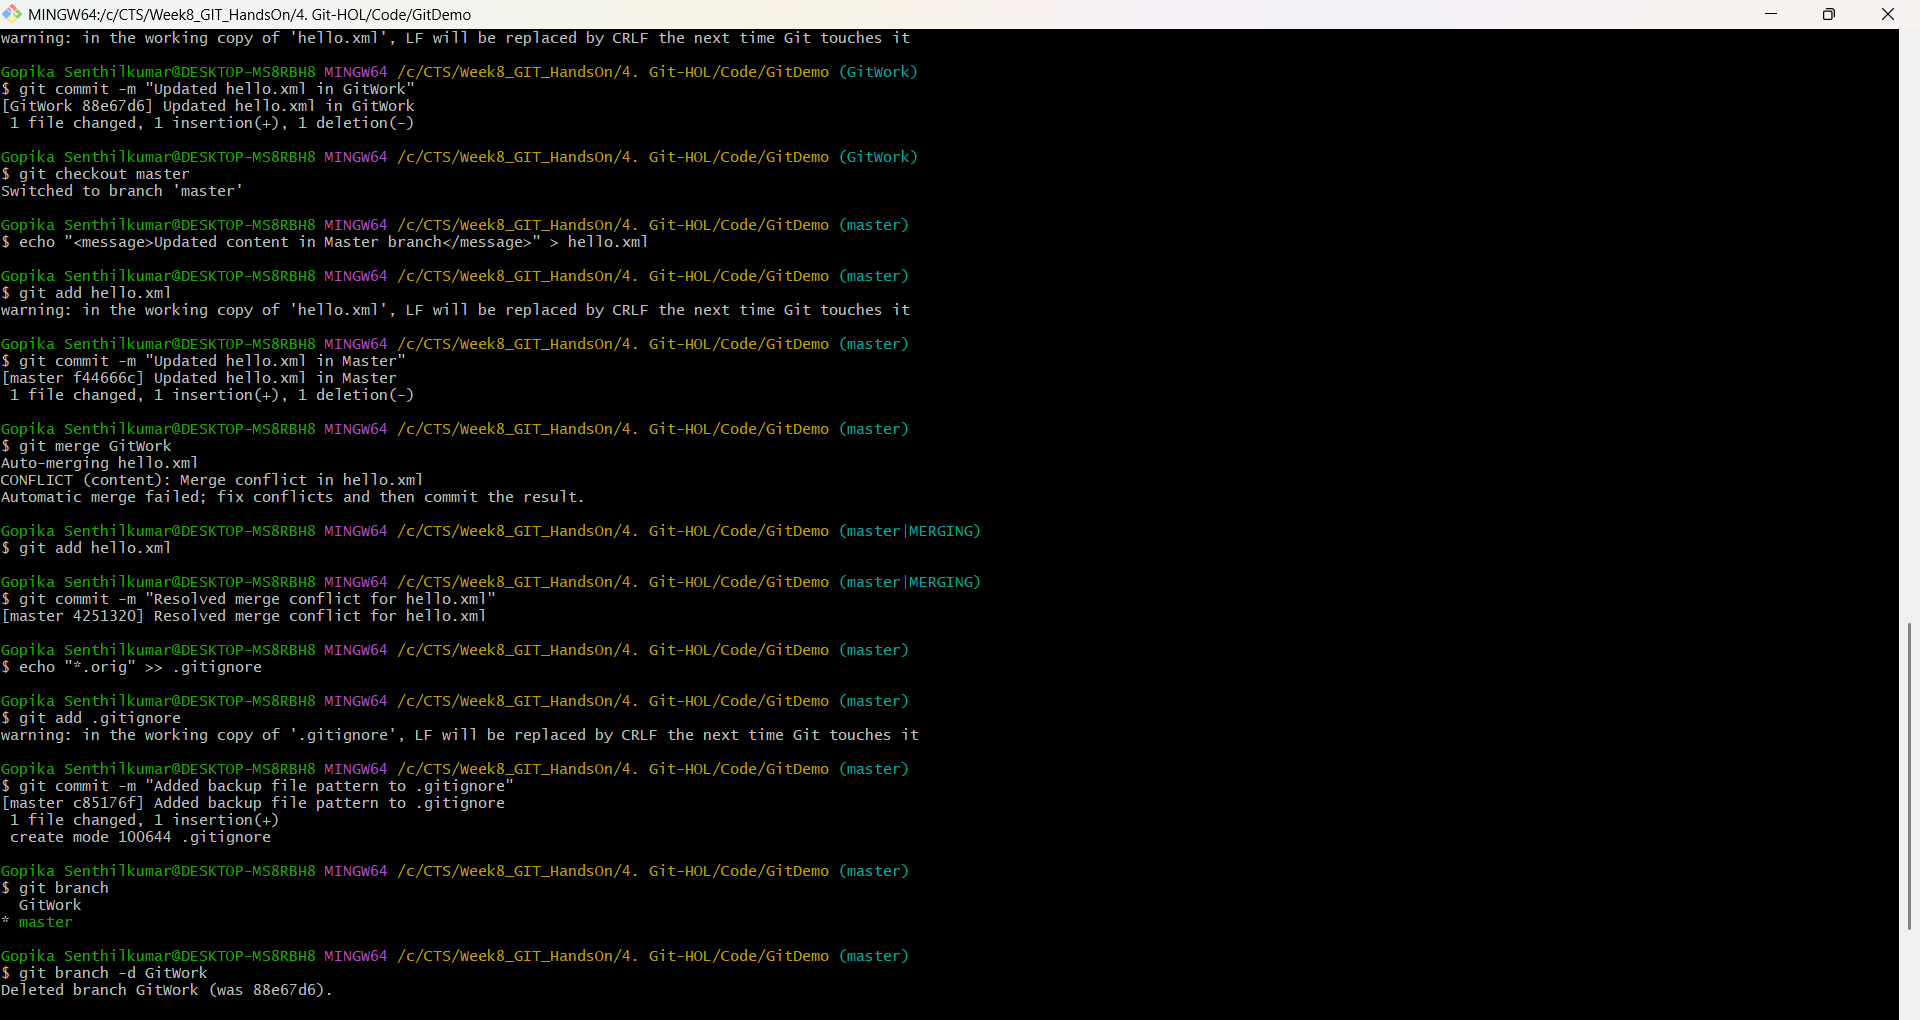 MINGW64:/c/CTS/Week8_GIT_HandsOn/4. Git-HOL/Code/GitDemo
warning: in the working copy of 'hello.xml', LF will be replaced by CRLF the next time Git touches it
Gopika Senthilkumar@DESKTOP-MS8RBH8 MINGW64 /c/CTS/Week8_GIT_HandsOn/4. Git-HOL/Code/GitDemo (GitWork)
$ git commit -m "Updated hello.xml in GitWork"
[GitWork 88e67d6] Updated hello.xml in GitWork
 1 file changed, 1 insertion(+), 1 deletion(-)
Gopika Senthilkumar@DESKTOP-MS8RBH8 MINGW64 /c/CTS/Week8_GIT_HandsOn/4. Git-HOL/Code/GitDemo (GitWork)
$ git checkout master
Switched to branch 'master'
Gopika Senthilkumar@DESKTOP-MS8RBH8 MINGW64 /c/CTS/Week8_GIT_HandsOn/4. Git-HOL/Code/GitDemo (master)
$ echo "<message>Updated content in Master branch</message>" > hello.xml
Gopika Senthilkumar@DESKTOP-MS8RBH8 MINGW64 /c/CTS/Week8_GIT_HandsOn/4. Git-HOL/Code/GitDemo (master)
$ git add hello.xml
warning: in the working copy of 'hello.xml', LF will be replaced by CRLF the next time Git touches it
Gopika Senthilkumar@DESKTOP-MS8RBH8 MINGW64 /c/CTS/Week8_GIT_HandsOn/4. Git-HOL/Code/GitDemo (master)
$ git commit -m "Updated hello.xml in Master"
[master f44666c] Updated hello.xml in Master
 1 file changed, 1 insertion(+), 1 deletion(-)
Gopika Senthilkumar@DESKTOP-MS8RBH8 MINGW64 /c/CTS/Week8_GIT_HandsOn/4. Git-HOL/Code/GitDemo (master)
$ git merge GitWork
Auto-merging hello.xml
CONFLICT (content): Merge conflict in hello.xml
Automatic merge failed; fix conflicts and then commit the result.
Gopika Senthilkumar@DESKTOP-MS8RBH8 MINGW64 /c/CTS/Week8_GIT_HandsOn/4. Git-HOL/Code/GitDemo (master|MERGING)
$ git add hello.xml
Gopika Senthilkumar@DESKTOP-MS8RBH8 MINGW64 /c/CTS/Week8_GIT_HandsOn/4. Git-HOL/Code/GitDemo (master|MERGING)
$ git commit -m "Resolved merge conflict for hello.xml"
[master 4251320] Resolved merge conflict for hello.xml
Gopika Senthilkumar@DESKTOP-MS8RBH8 MINGW64 /c/CTS/Week8_GIT_HandsOn/4. Git-HOL/Code/GitDemo (master)
$ echo "*.orig" >> .gitignore
Gopika Senthilkumar@DESKTOP-MS8RBH8 MINGW64 /c/CTS/Week8_GIT_HandsOn/4. Git-HOL/Code/GitDemo (master)
$ git add .gitignore
warning: in the working copy of '.gitignore', LF will be replaced by CRLF the next time Git touches it
Gopika Senthilkumar@DESKTOP-MS8RBH8 MINGW64 /c/CTS/Week8_GIT_HandsOn/4. Git-HOL/Code/GitDemo (master)
$ git commit -m "Added backup file pattern to .gitignore"
[master c85176f] Added backup file pattern to .gitignore
 1 file changed, 1 insertion(+)
 create mode 100644 .gitignore
Gopika Senthilkumar@DESKTOP-MS8RBH8 MINGW64 /c/CTS/Week8_GIT_HandsOn/4. Git-HOL/Code/GitDemo (master)
$ git branch
  GitWork
* master
Gopika Senthilkumar@DESKTOP-MS8RBH8 MINGW64 /c/CTS/Week8_GIT_HandsOn/4. Git-HOL/Code/GitDemo (master)
$ git branch -d GitWork
Deleted branch GitWork (was 88e67d6).